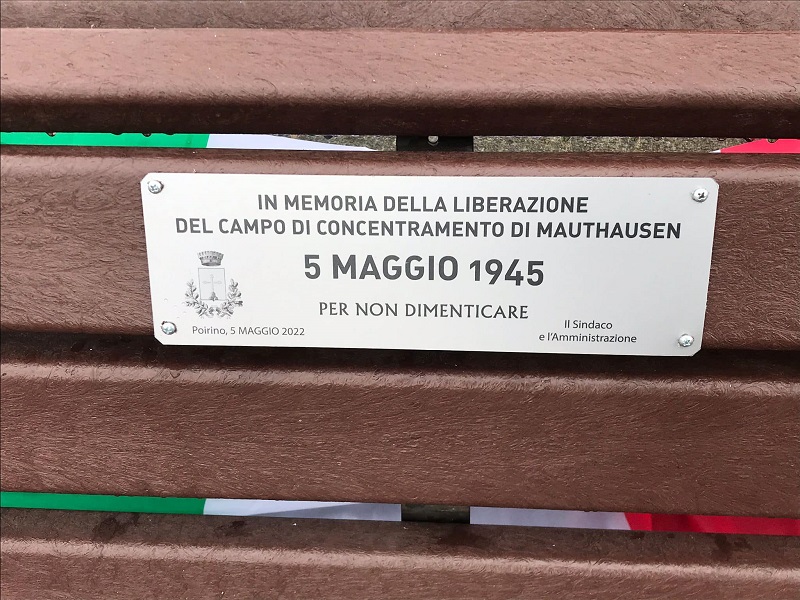 IN MEMORIA DELLA LIBERAZIONE
DEL CAMPO DI CONCENTRAMENTO DI MAUTHAUSEN
5 MAGGIO 1945
PER NON DIMENTICARE
Poirino, 5 MAGGIO 2022
Il Sindaco
e l'Amministrazione